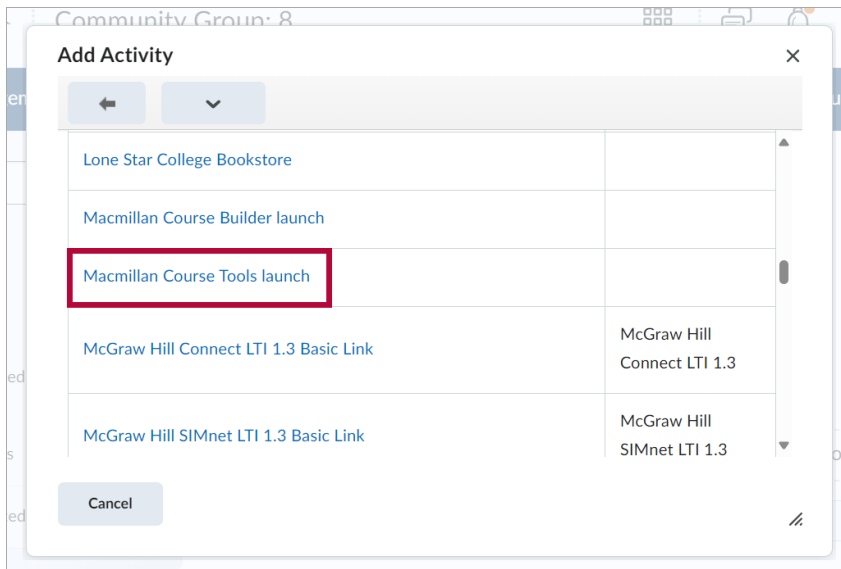 Community Group: 8
Add Activity
Lone Star College Bookstore
Macmillan Course Builder launch
Macmillan Course Tools launch
McGraw Hill Connect LTI 1.3 Basic Link
McGraw Hill
Connect LTI 1.3
McGraw Hill SIMnet LTI 1.3 Basic Link
McGraw Hill
SIMnet LTI 1.3
Cancel